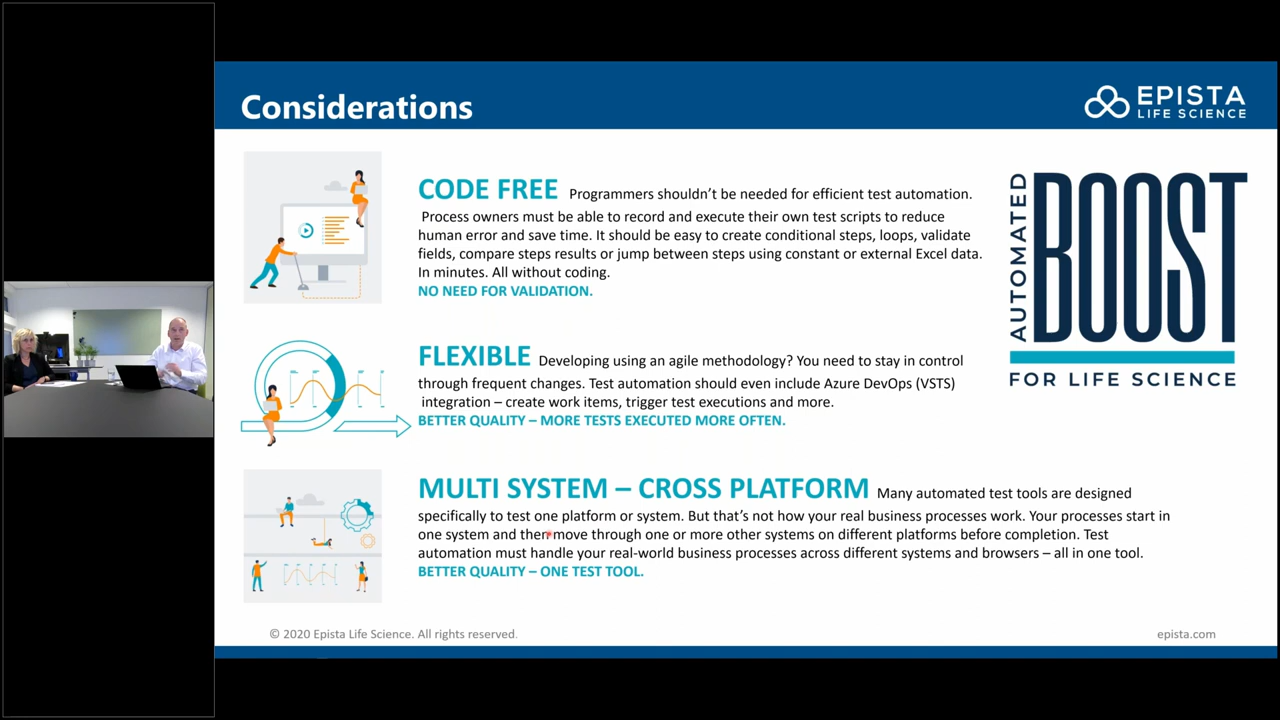 Considerations
EPISTA
LIFE SCIENCE
CODE FREE Programmers shouldn’t be needed for efficient test automation.
Process owners must be able to record and execute their own test scripts to reduce
human error and save time. It should be easy to create conditional steps, loops, validate
fields, compare steps results or jump between steps using constant or external Excel data.
In minutes. All without coding.
NO NEED FOR VALIDATION.
AUTOMATED
BOOST
FOR LIFE SCIENCE
FLEXIBLE Developing using an agile methodology? You need to stay in control
through frequent changes. Test automation should even include Azure DevOps (VSTS)
integration – create work items, trigger test executions and more.
BETTER QUALITY – MORE TESTS EXECUTED MORE OFTEN.
MULTI SYSTEM – CROSS PLATFORM Many automated test tools are designed
specifically to test one platform or system. But that’s not how your real business processes work. Your processes start in
one system and then move through one or more other systems on different platforms before completion. Test
automation must handle your real-world business processes across different systems and browsers – all in one tool.
BETTER QUALITY – ONE TEST TOOL.
© 2020 Epista Life Science. All rights reserved.
epista.com